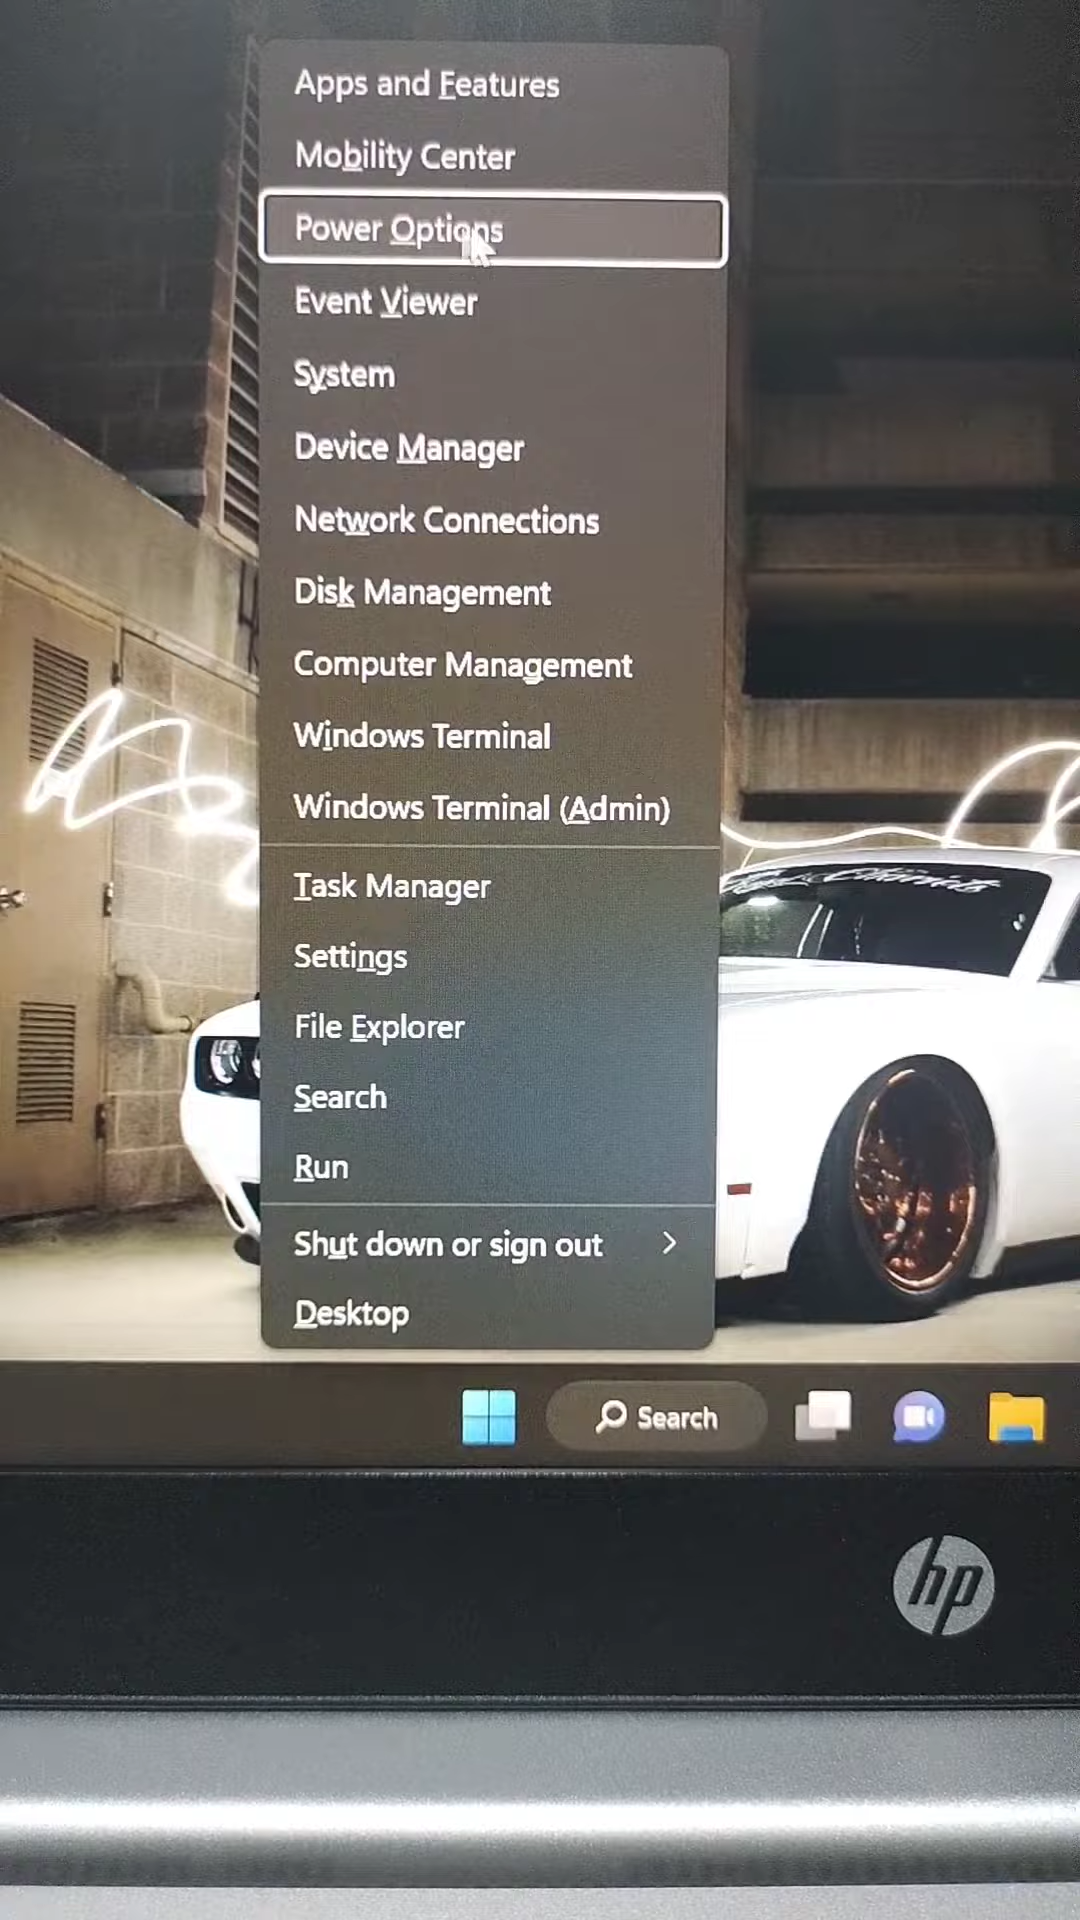 Apps and Features
Mobility Center
Power Options
Event Viewer
System
Device Manager
Network Connections
Disk Management
Computer Management
Windows Terminal
Windows Terminal (Admin)
Task Manager
Settings
File Explorer
Search
Run
Shut down or sign out
Desktop
Search
hp